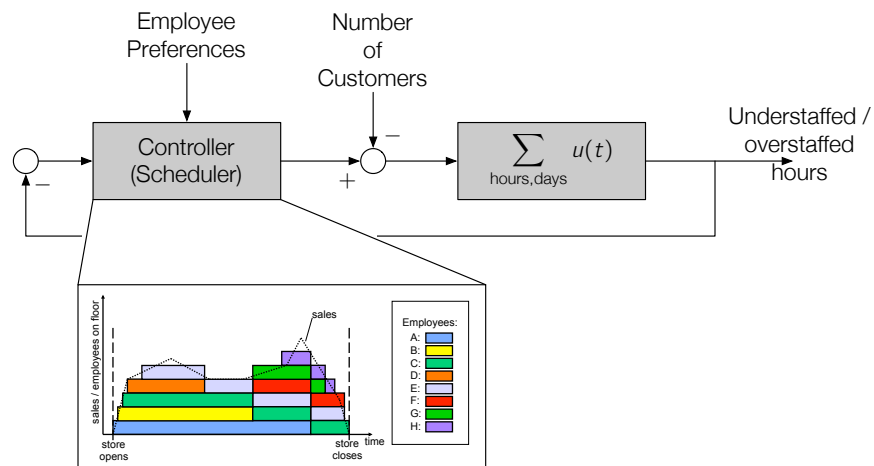 Employee
Preferences
Number
of
Customers
Controller
(Scheduler)
−
+
−
∑ u(t)
hours,days
Understaffed /
overstaffed
hours
sales / employees on floor
sales
time
store
opens
store
closes
Employees:
A:
B:
C:
D:
E:
F:
G:
H: